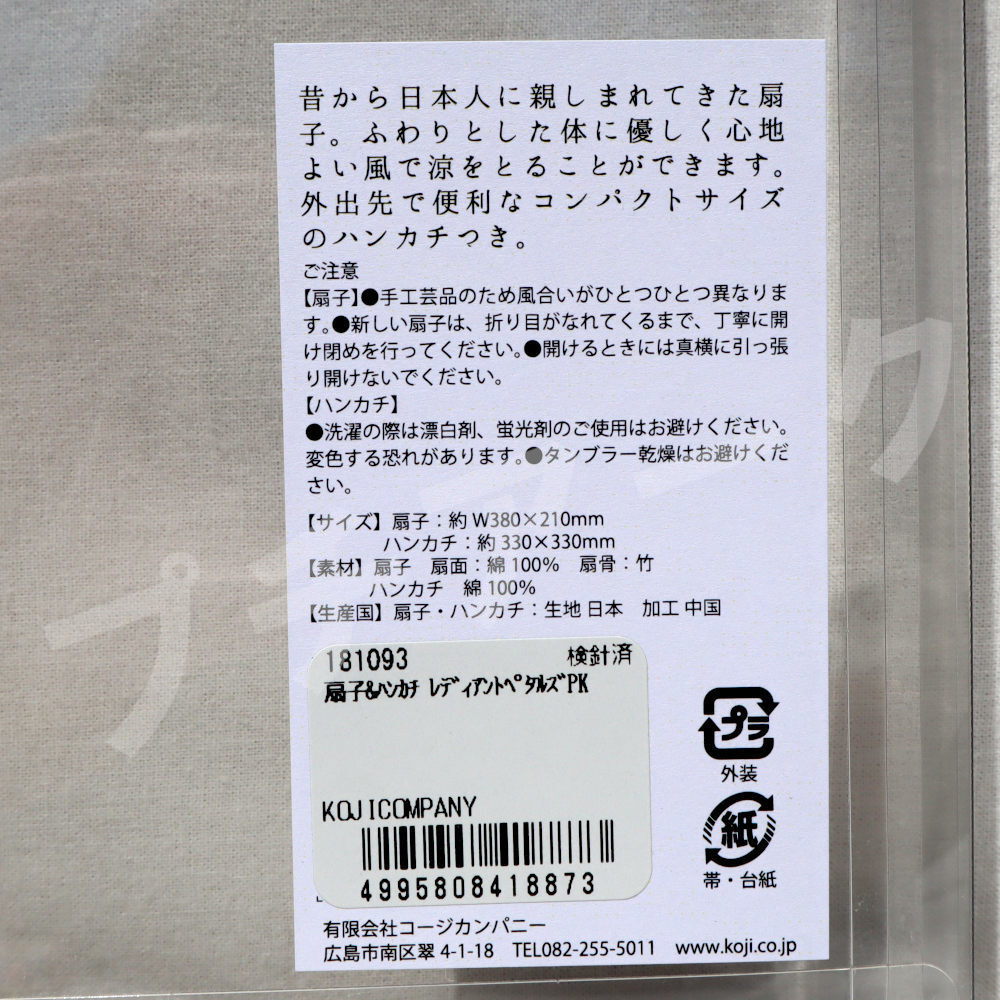 昔から日本人に親しまれてきた扇
子。ふわりとした体に優しく心地
よい風で涼をとることができます。
外出先で便利なコンパクトサイズ
のハンカチつき。
ご注意
【扇子】●手工芸品のため風合いがひとつひとつ異なりま
す。●新しい扇子は、折り目がなれてくるまで、丁寧に開
け閉めを行ってください。●開けるときには真横に引っ張
り開けないでください。
【ハンカチ】
●洗濯の際は漂白剤、蛍光剤のご使用はお避けください。
変色する恐れがあります。●タンブラー乾燥はお避けくだ
さい。
【サイズ】扇子：約 W380×210mm
ハンカチ：約 330×330mm
【素材】扇子 扇面：綿 100% 扇骨：竹
ハンカチ 綿 100%
【生産国】扇子・ハンカチ：生地 日本 加工 中国
181093 検針済
扇子&ハンカチ レディアントペタルズPK
KOJICOMPANY
4995808418873
プラ
外装
紙
帯・台紙
有限会社コージカンパニー
広島市南区翠 4-1-18 TEL082-255-5011 www.koji.co.jp